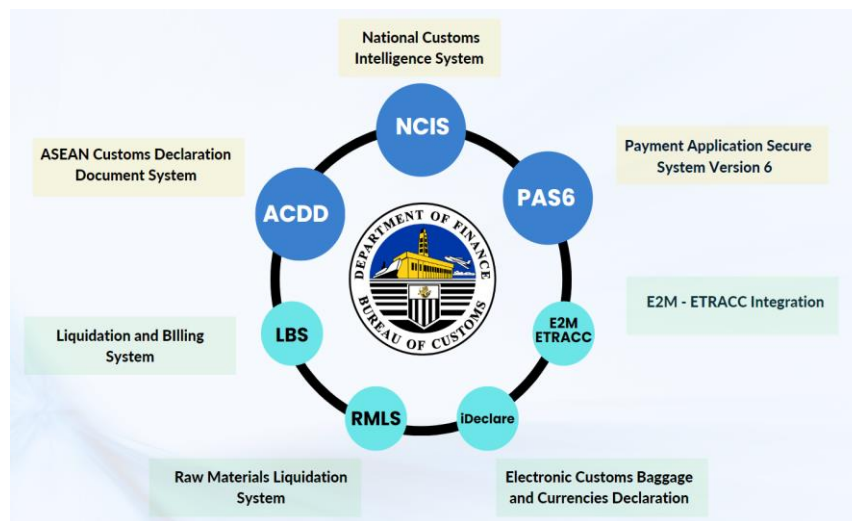 National Customs
Intelligence System
NCIS
ASEAN Customs Declaration
Document System
ACDD
Payment Application Secure
System Version 6
PAS6
DEPARTMENT OF FINANCE
BUREAU OF CUSTOMS
E2M - ETRACC Integration
E2M
ETRACC
Liquidation and BIlling
System
LBS
RMLS
iDeclare
Raw Materials Liquidation
System
Electronic Customs Baggage
and Currencies Declaration